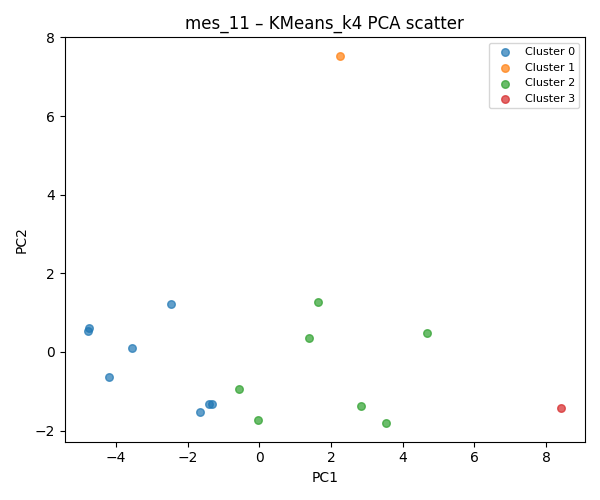 mes_11 – KMeans_k4 PCA scatter
8
6
4
2
0
−2
PC2
−4
−2
0
2
4
6
8
PC1
Cluster 0
Cluster 1
Cluster 2
Cluster 3